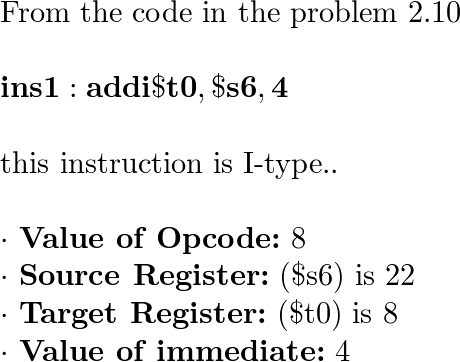 From the code in the problem 2.10
ins1 : addi$t0, $s6, 4
this instruction is I-type..
· Value of Opcode: 8
· Source Register: ($s6) is 22
· Target Register: ($t0) is 8
· Value of immediate: 4